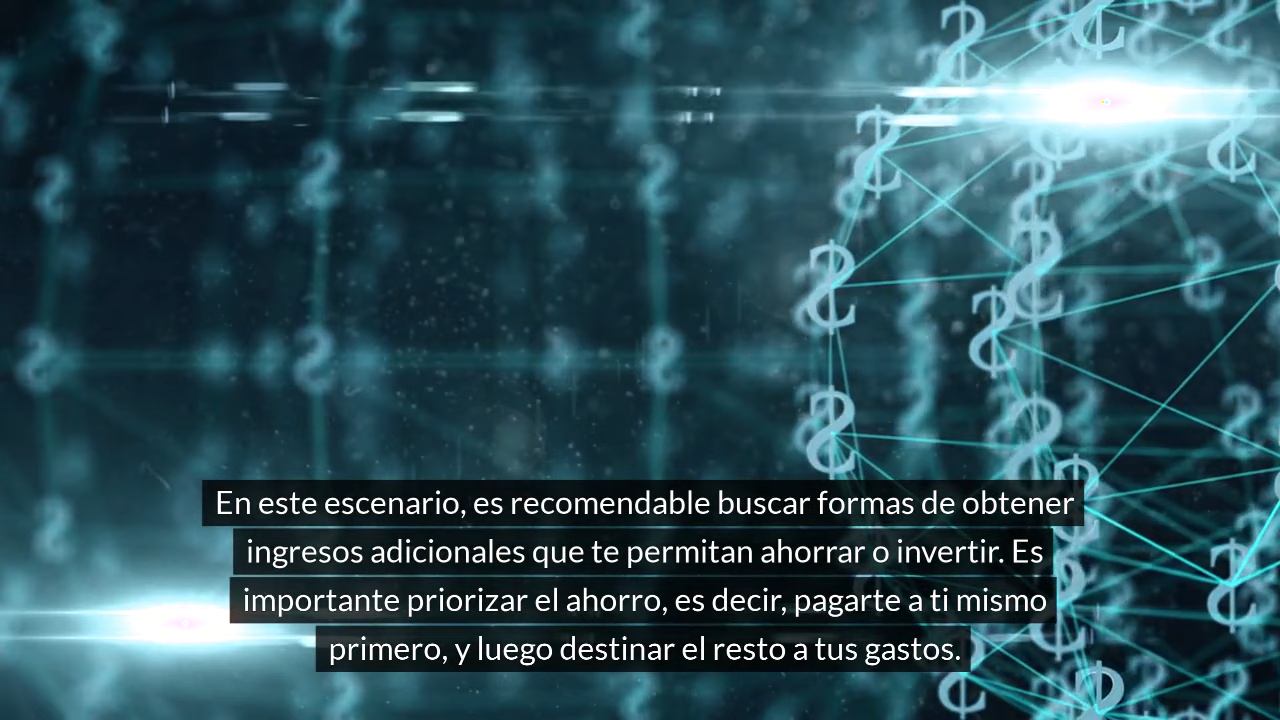 En este escenario, es recomendable buscar formas de obtener
ingresos adicionales que te permitan ahorrar o invertir. Es
importante priorizar el ahorro, es decir, pagarte a ti mismo
primero, y luego destinar el resto a tus gastos.